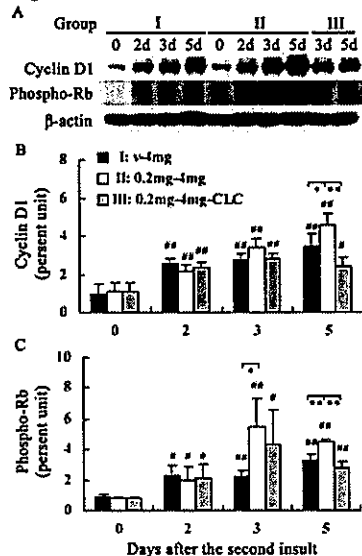 A
Group I II III
0 2d 3d 5d 0 2d 3d 5d 3d 5d
Cyclin D1
Phospho-Rb
β-actin
B
Cyclin D1
(persent unit)
8
6
4
2
0
I: v-4mg
II: 0.2mg-4mg
III: 0.2mg-4mg-CLC
## ## ##
## ## ##
* **
## ## #
0 2 3 5
C
Phospho-Rb
(persent unit)
10
8
6
4
2
0
# # *
*
## ## #
** **
## ## ##
0 2 3 5
Days after the second insult